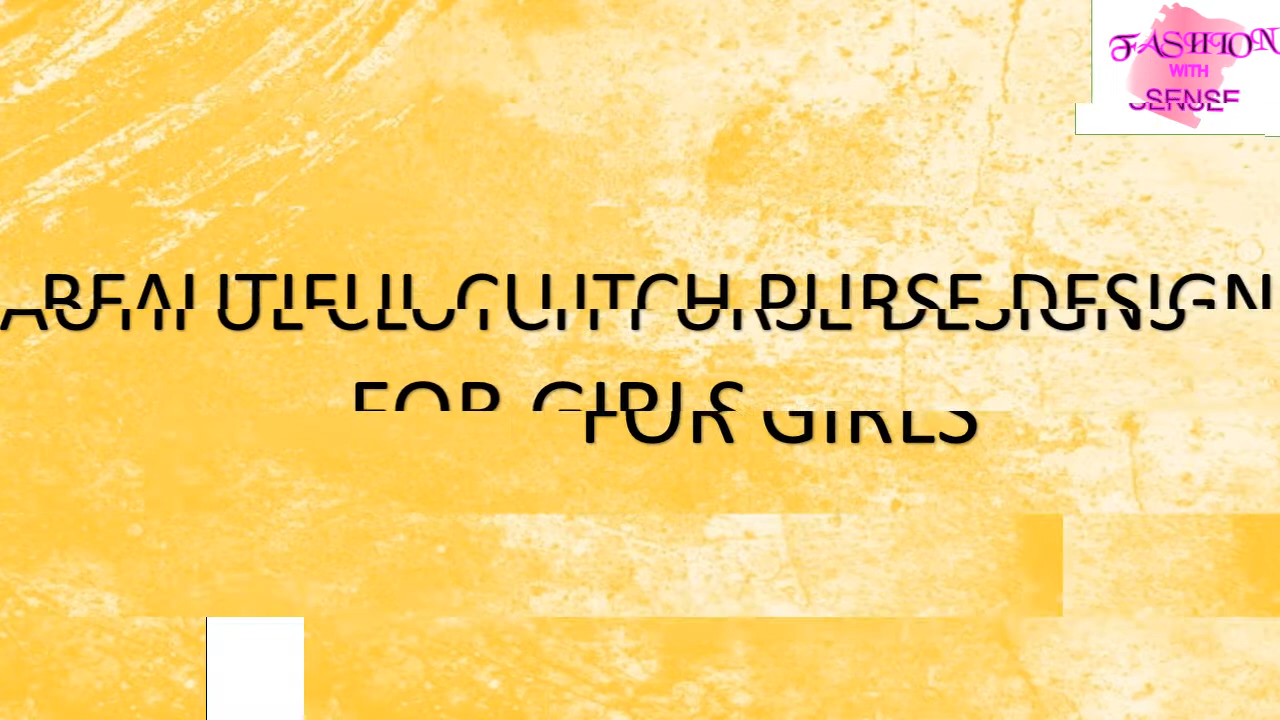 FASHION
WITH
SENSE
BEAUTIFUL CLUTCH PURSE DESIGNS
FOR GIRLS